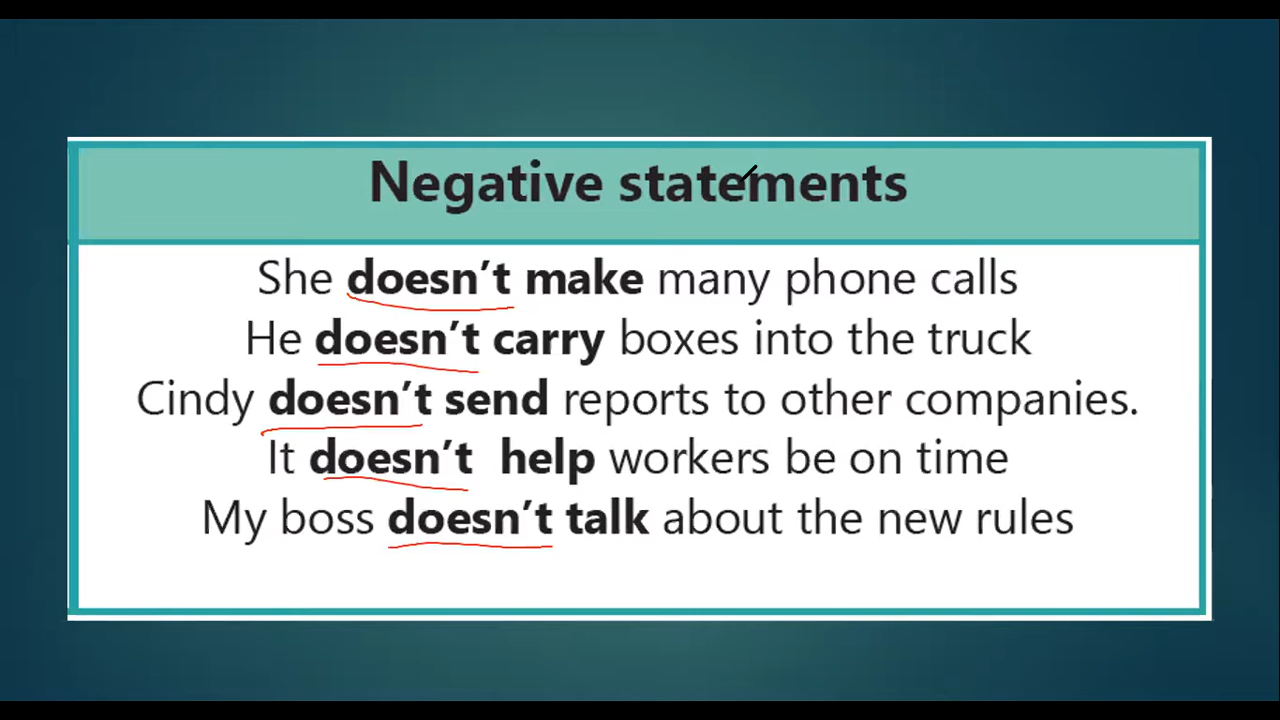 Negative statements
She doesn’t make many phone calls
He doesn’t carry boxes into the truck
Cindy doesn’t send reports to other companies.
It doesn’t  help workers be on time
My boss doesn’t talk about the new rules